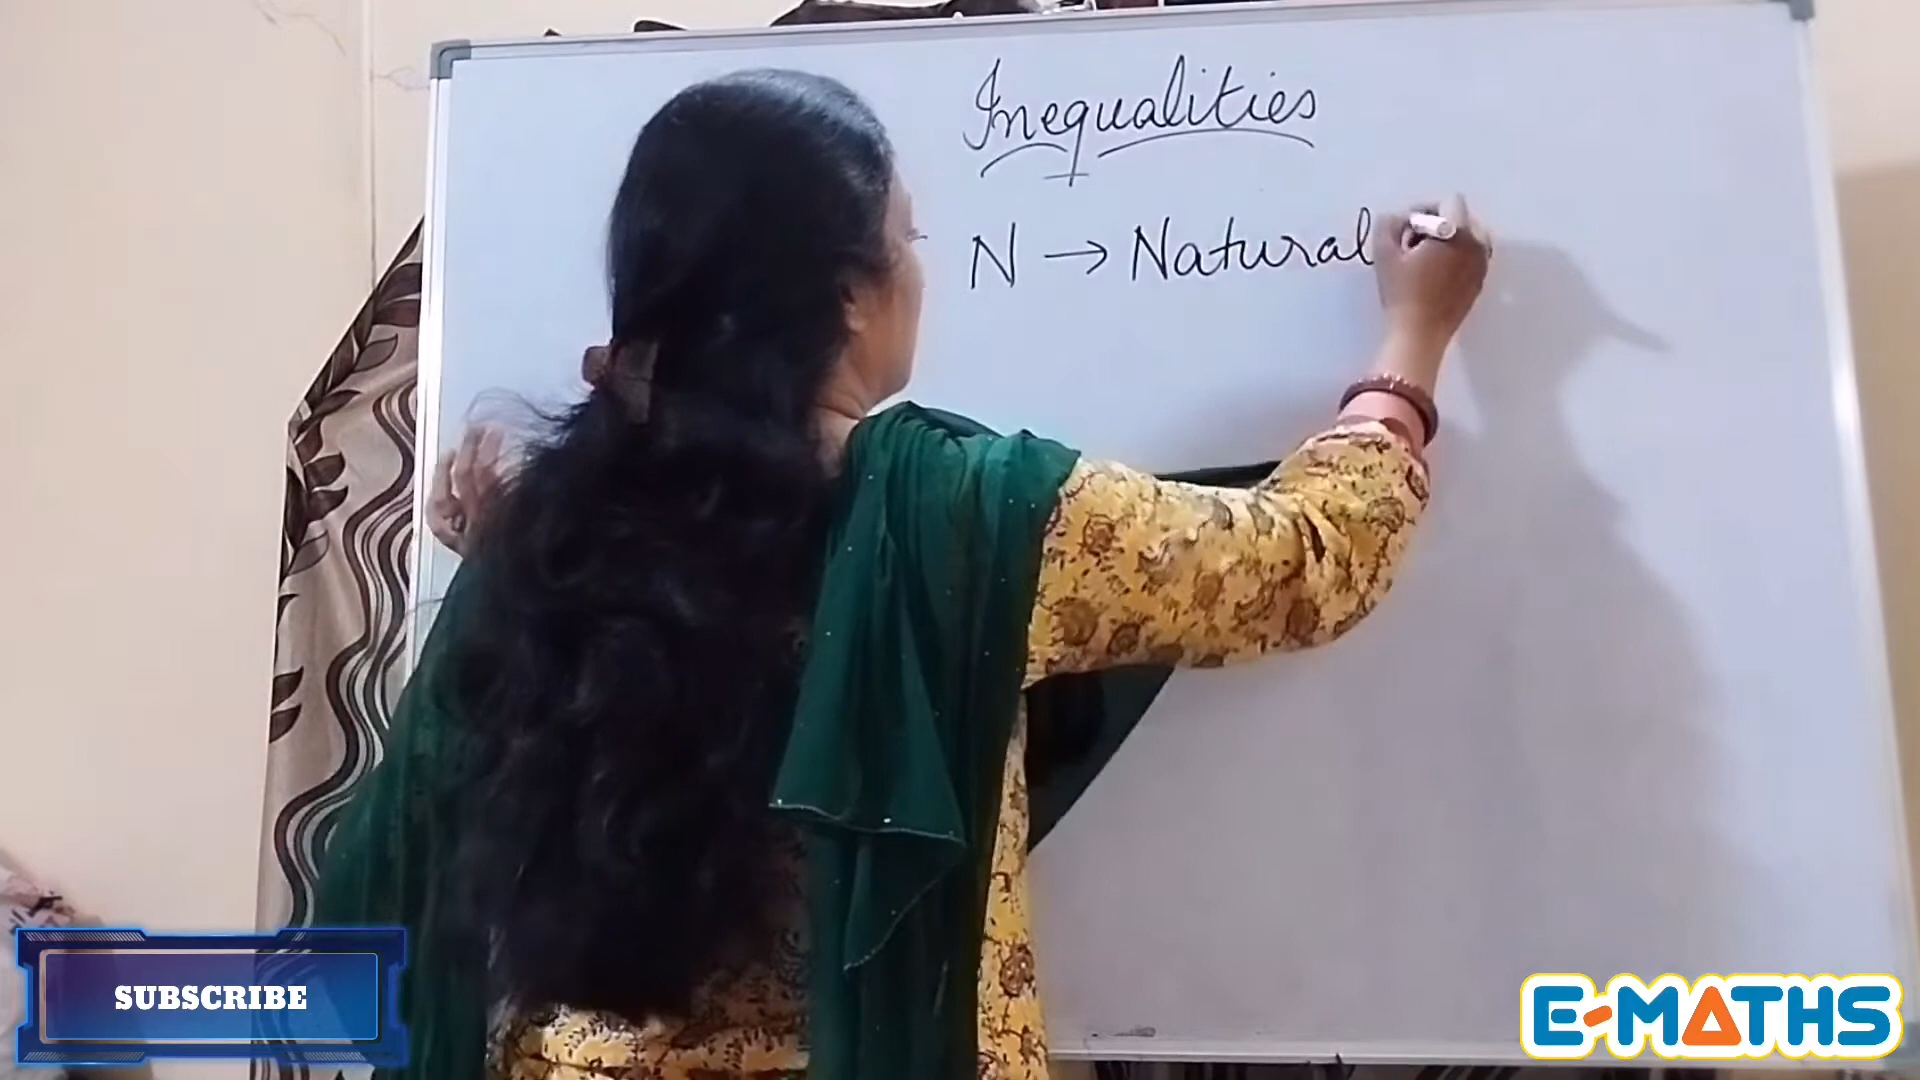 Inequalities
N → Natural
SUBSCRIBE
E-MATHS